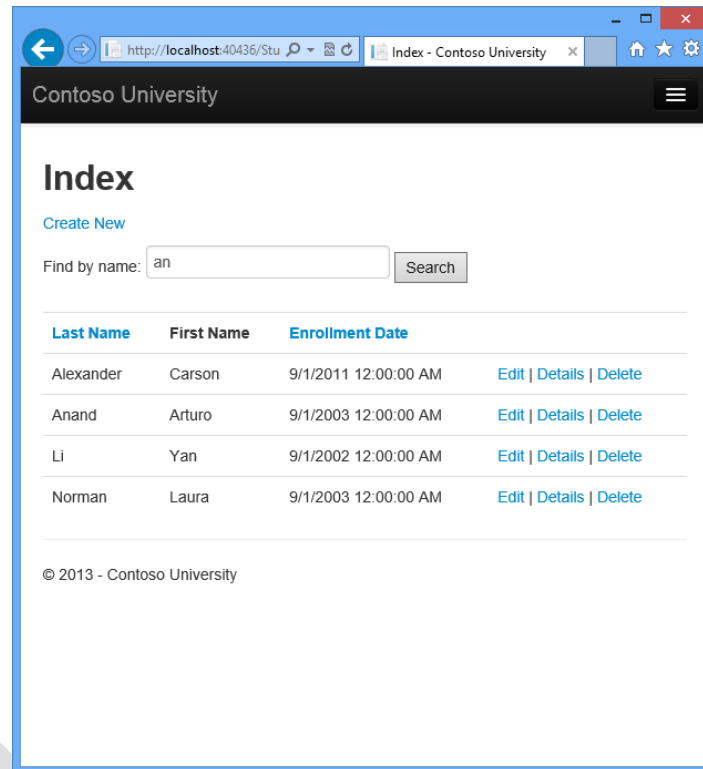 http://localhost:40436/Stu
Index - Contoso University
Contoso University
Index
Create New
Find by name: an Search
Last Name First Name Enrollment Date
Alexander Carson 9/1/2011 12:00:00 AM Edit | Details | Delete
Anand Arturo 9/1/2003 12:00:00 AM Edit | Details | Delete
Li Yan 9/1/2002 12:00:00 AM Edit | Details | Delete
Norman Laura 9/1/2003 12:00:00 AM Edit | Details | Delete
© 2013 - Contoso University